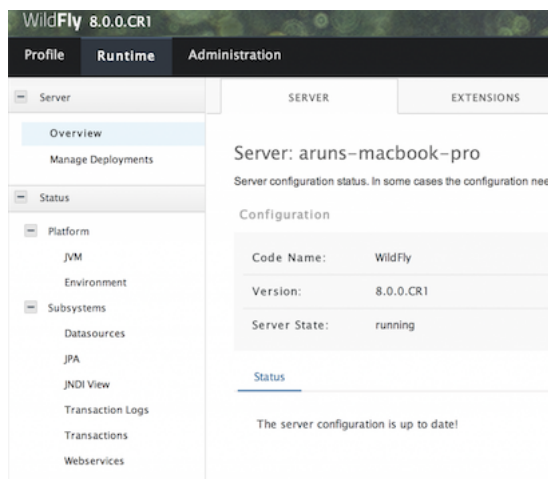 WildFly 8.0.0.CR1
Profile Runtime Administration
Server
Overview
Manage Deployments
Status
Platform
JVM
Environment
Subsystems
Datasources
JPA
JNDI View
Transaction Logs
Transactions
Webservices
SERVER EXTENSIONS
Server: aruns-macbook-pro
Server configuration status. In some cases the configuration nee
Configuration
Code Name: WildFly
Version: 8.0.0.CR1
Server State: running
Status
The server configuration is up to date!